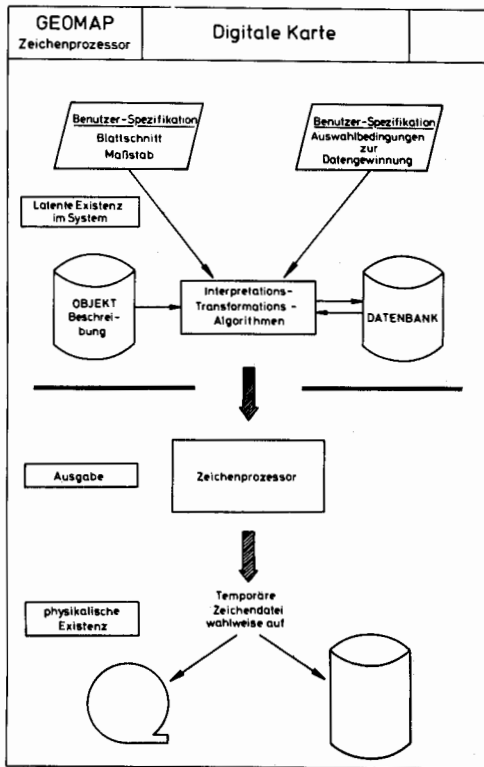 GEOMAP
Zeichenprozessor
Digitale Karte
Benutzer-Spezifikation
Blattschnitt
Maßstab
Benutzer-Spezifikation
Auswahlbedingungen
zur
Datengewinnung
Latente Existenz
im System
OBJEKT
Beschrei-
bung
Interpretations-
Transformations-
Algorithmen
DATENBANK
Ausgabe
Zeichenprozessor
physikalische
Existenz
Temporäre
Zeichendatei
wahlweise auf